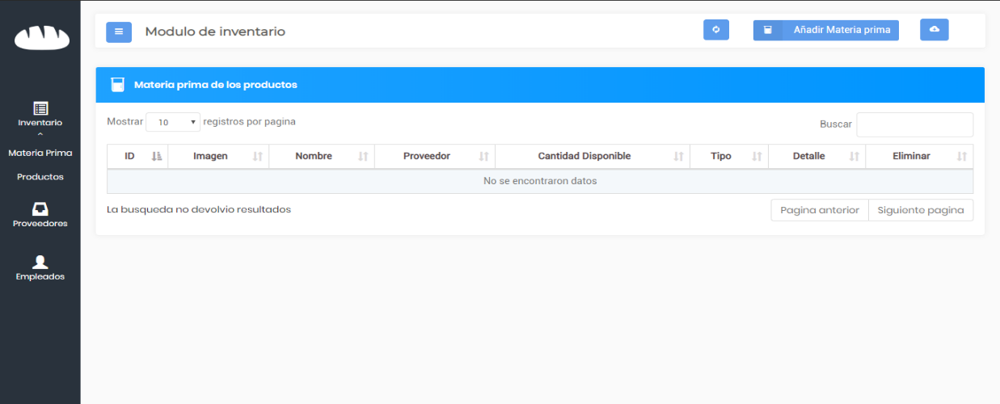 Modulo de inventario
Añadir Materia prima
Inventario
Materia Prima
Productos
Proveedores
Empleados
Materia prima de los productos
Mostrar 10 registros por pagina
Buscar
ID Imagen Nombre Proveedor Cantidad Disponible Tipo Detalle Eliminar
No se encontraron datos
La busqueda no devolvio resultados
Pagina anterior Siguiente pagina